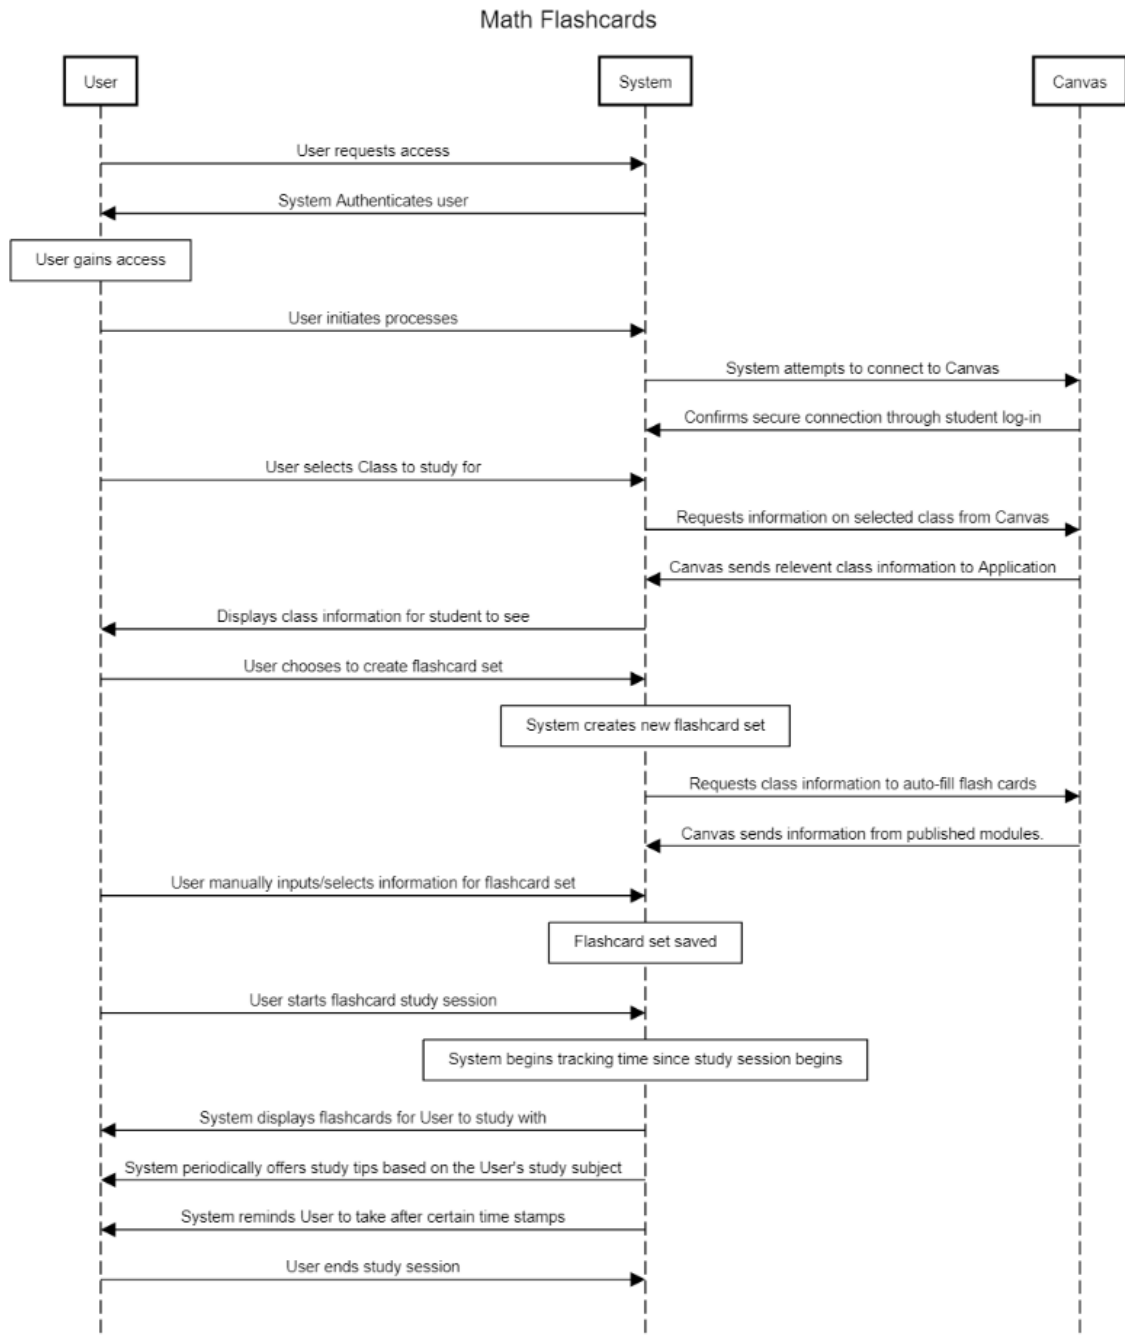 Math Flashcards
User
System
Canvas
User requests access
System Authenticates user
User gains access
User initiates processes
System attempts to connect to Canvas
Confirms secure connection through student log-in
User selects Class to study for
Requests information on selected class from Canvas
Canvas sends relevent class information to Application
Displays class information for student to see
User chooses to create flashcard set
System creates new flashcard set
Requests class information to auto-fill flash cards
Canvas sends information from published modules.
User manually inputs/selects information for flashcard set
Flashcard set saved
User starts flashcard study session
System begins tracking time since study session begins
System displays flashcards for User to study with
System periodically offers study tips based on the User's study subject
System reminds User to take after certain time stamps
User ends study session